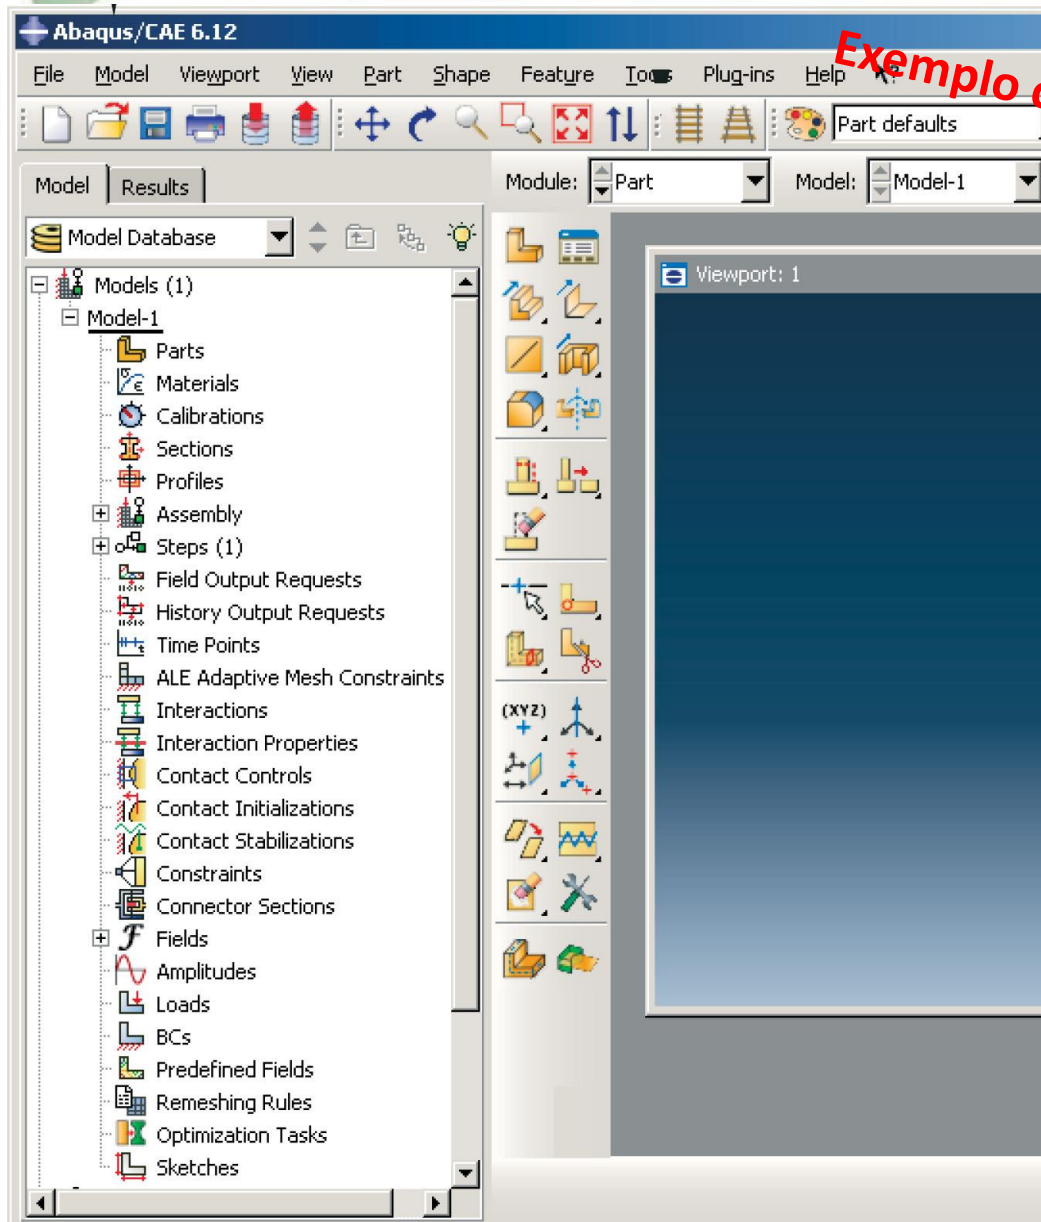 Abaqus/CAE 6.12
Exemplo
File Model Viewport View Part Shape Feature Plug-ins Help
Part defaults
Model Results
Module: Part Model: Model-1
Model Database
Models (1)
Model-1
Parts
Materials
Calibrations
Sections
Profiles
Assembly
Steps (1)
Field Output Requests
History Output Requests
Time Points
ALE Adaptive Mesh Constraints
Interactions
Interaction Properties
Contact Controls
Contact Initializations
Contact Stabilizations
Constraints
Connector Sections
Fields
Amplitudes
Loads
BCs
Predefined Fields
Remeshing Rules
Optimization Tasks
Sketches
Viewport: 1
(XYZ)